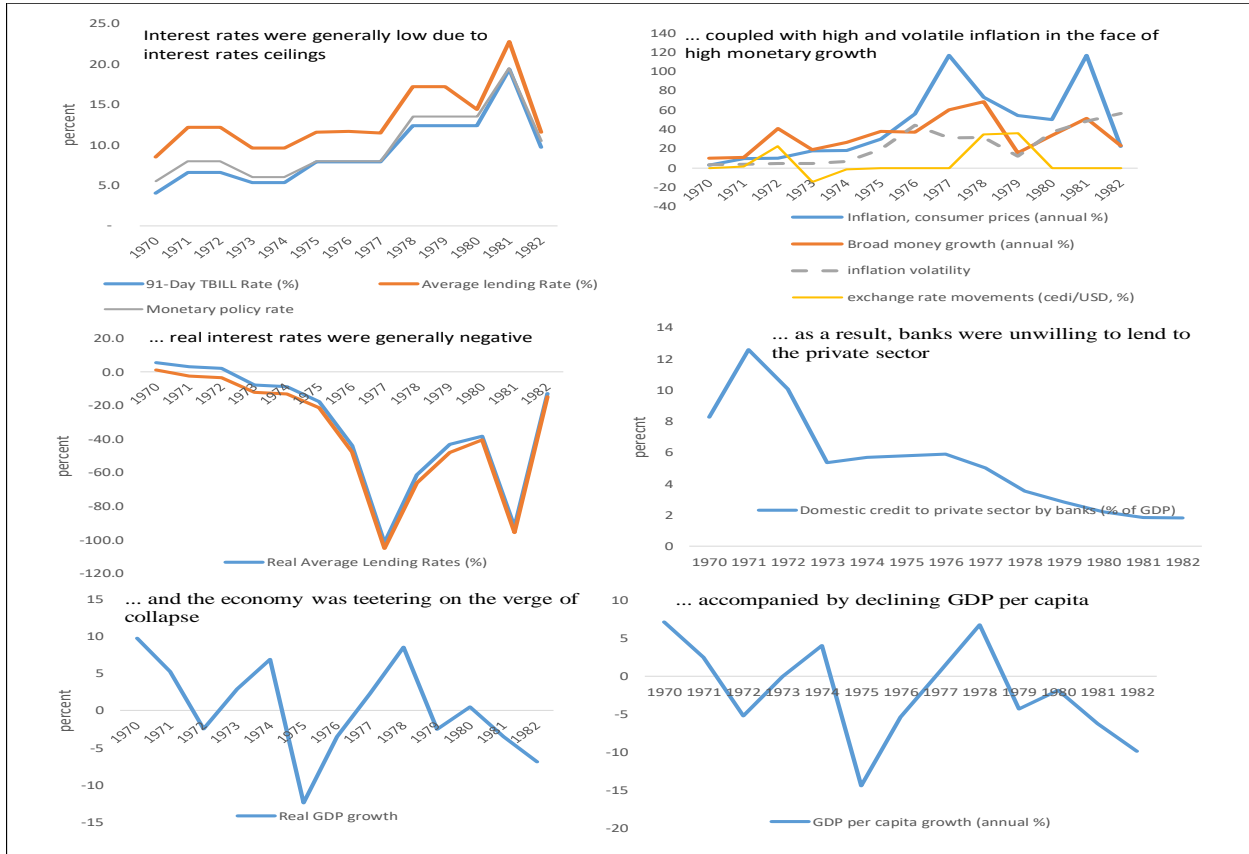 Interest rates were generally low due to
interest rates ceilings
percent
25.0
20.0
15.0
10.0
5.0
-
1970 1971 1972 1973 1974 1975 1976 1977 1978 1979 1980 1981 1982
91-Day TBILL Rate (%) Average lending Rate (%)
Monetary policy rate
... coupled with high and volatile inflation in the face of
high monetary growth
140
120
100
80
60
40
20
0
-20
-40
1970 1971 1972 1973 1974 1975 1976 1977 1978 1979 1980 1981 1982
Inflation, consumer prices (annual %)
Broad money growth (annual %)
inflation volatility
exchange rate movements (cedi/USD, %)
... real interest rates were generally negative
percent
20.0
0.0
-20.0
-40.0
-60.0
-80.0
-100.0
-120.0
1970 1971 1972 1973 1974 1975 1976 1977 1978 1979 1980 1981 1982
Real Average Lending Rates (%)
... as a result, banks were unwilling to lend to
the private sector
perecnt
14
12
10
8
6
4
2
0
Domestic credit to private sector by banks (% of GDP)
1970 1971 1972 1973 1974 1975 1976 1977 1978 1979 1980 1981 1982
... and the economy was teetering on the verge of
collapse
percent
15
10
5
0
-5
-10
-15
1970 1971 1972 1973 1974 1975 1976 1977 1978 1979 1980 1981 1982
Real GDP growth
... accompanied by declining GDP per capita
10
5
0
-5
-10
-15
-20
1970 1971 1972 1973 1974 1975 1976 1977 1978 1979 1980 1981 1982
GDP per capita growth (annual %)